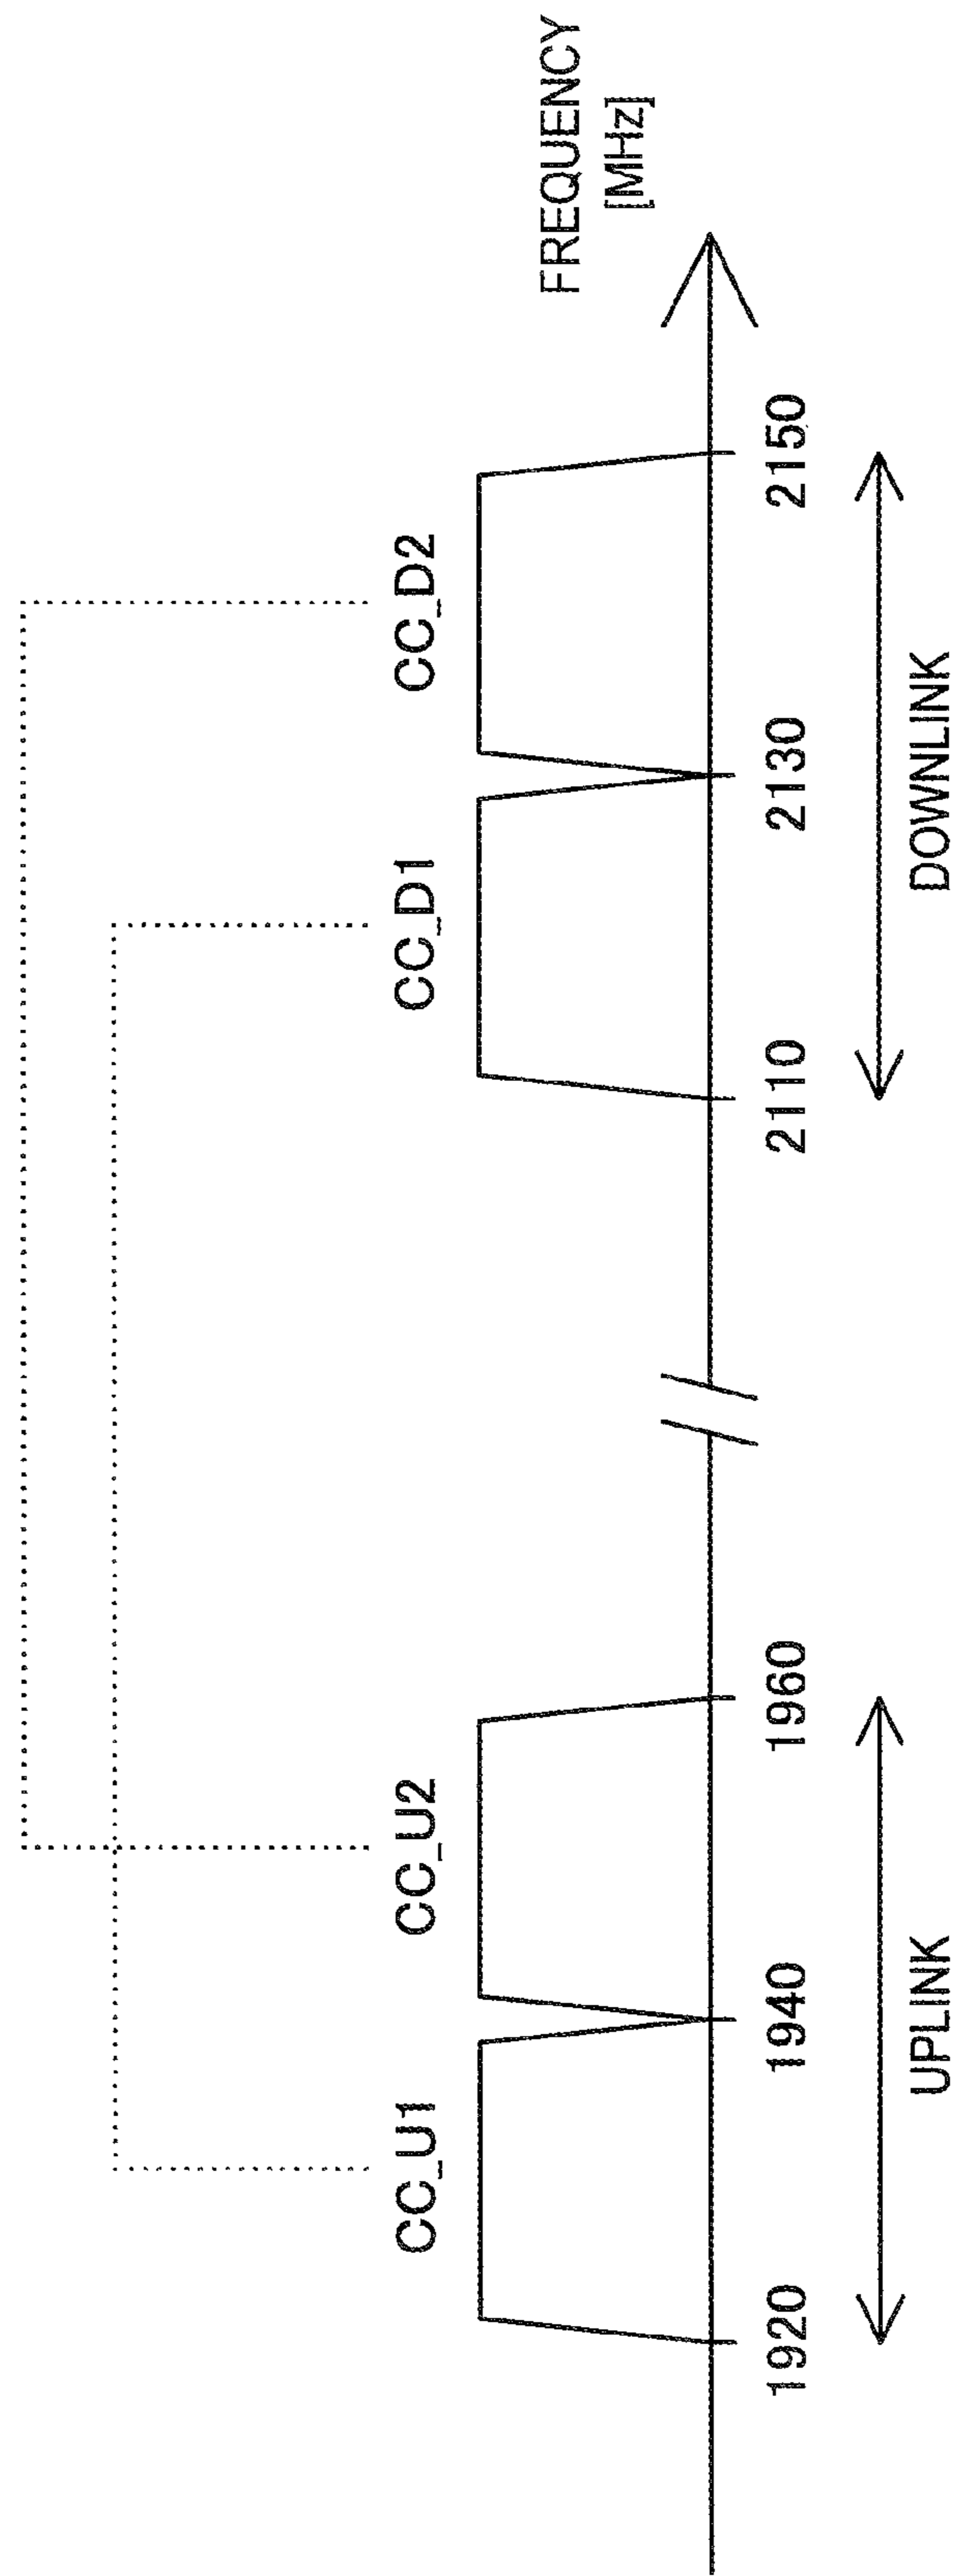 CC_U1
CC_U2
CC_D1
CC_D2
FREQUENCY
[MHz]
1920
1940
1960
2110
2130
2150
UPLINK
DOWNLINK